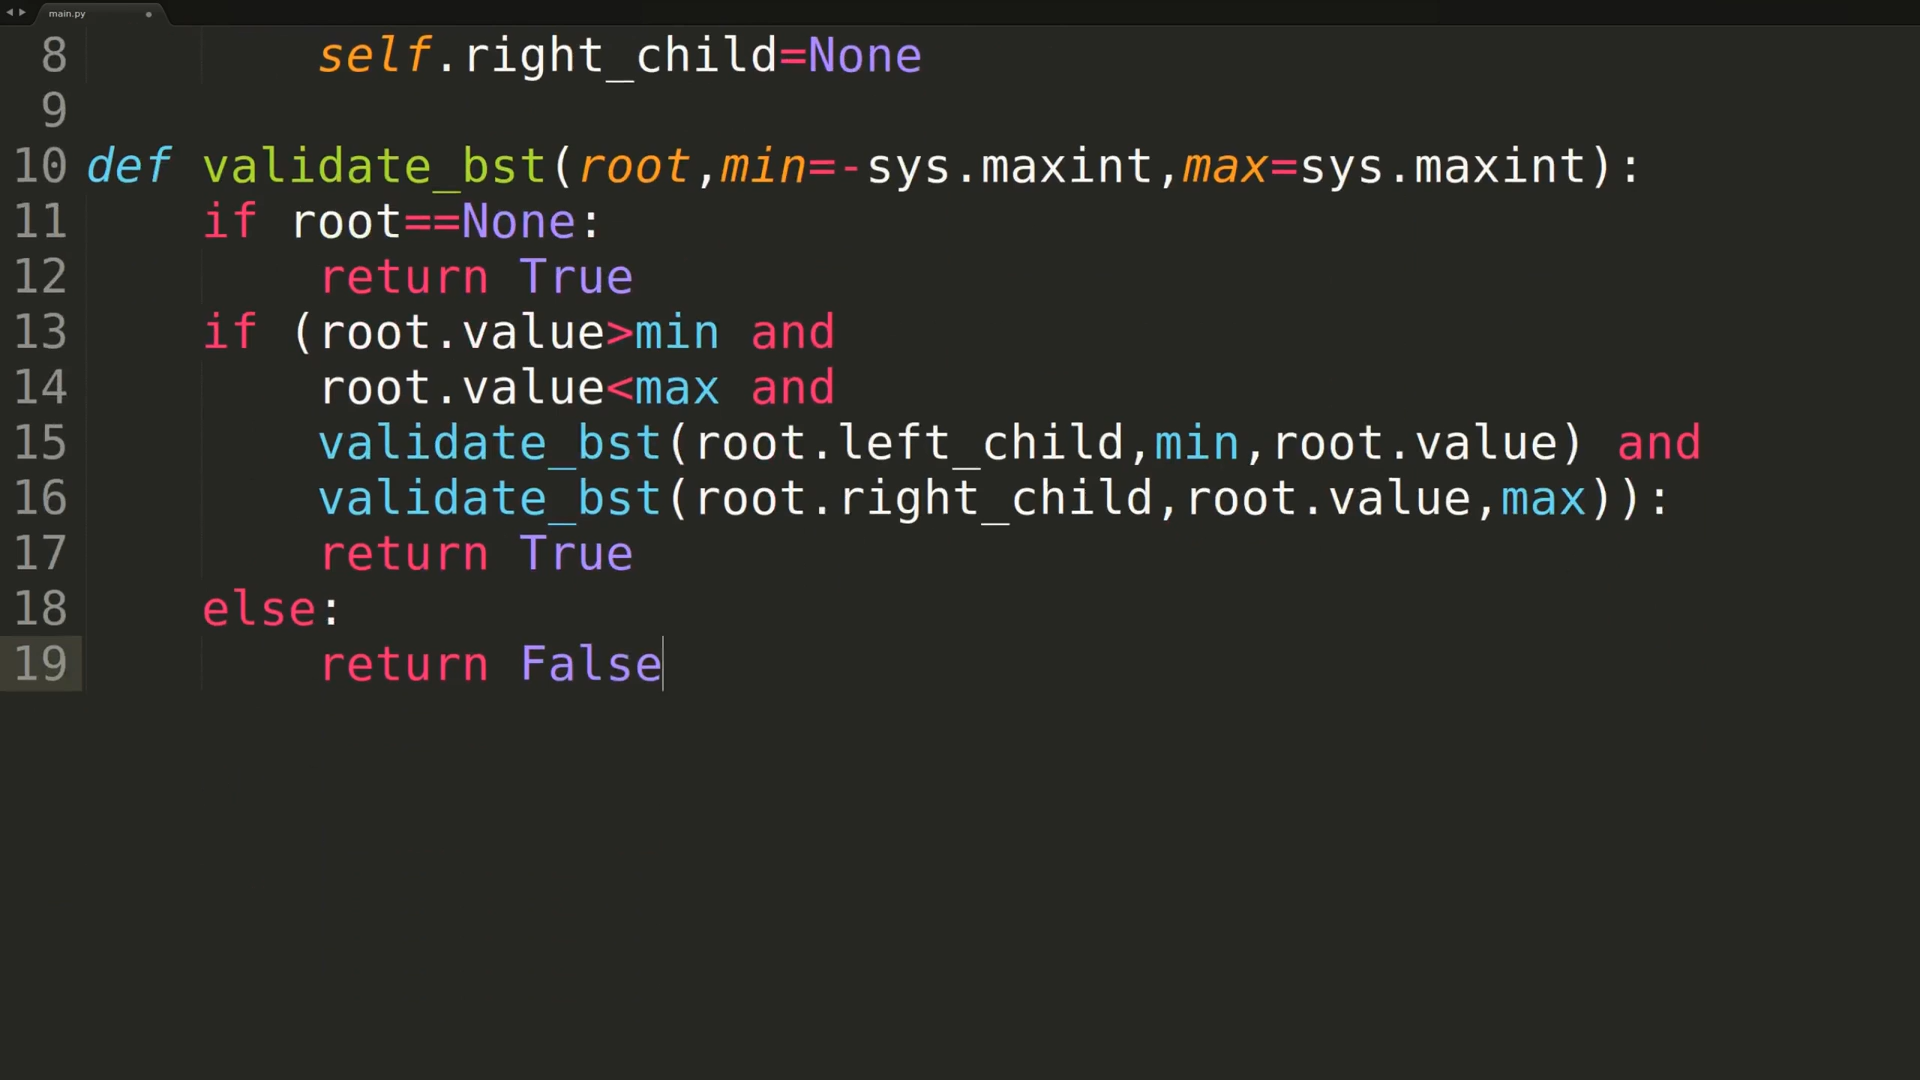 main.py
8 self.right_child=None
9
10 def validate_bst(root,min=-sys.maxint,max=sys.maxint):
11 if root==None:
12 return True
13 if (root.value>min and
14 root.value<max and
15 validate_bst(root.left_child,min,root.value) and
16 validate_bst(root.right_child,root.value,max)):
17 return True
18 else:
19 return False